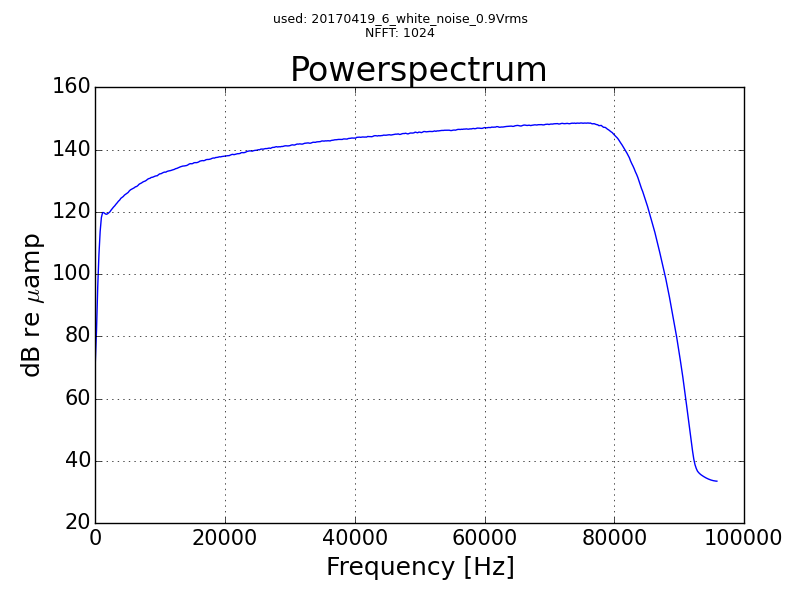 used: 20170419_6_white_noise_0.9Vrms
NFFT: 1024
Powerspectrum
160
140
120
100
80
60
40
20
dB re μamp
0 20000 40000 60000 80000 100000
Frequency [Hz]